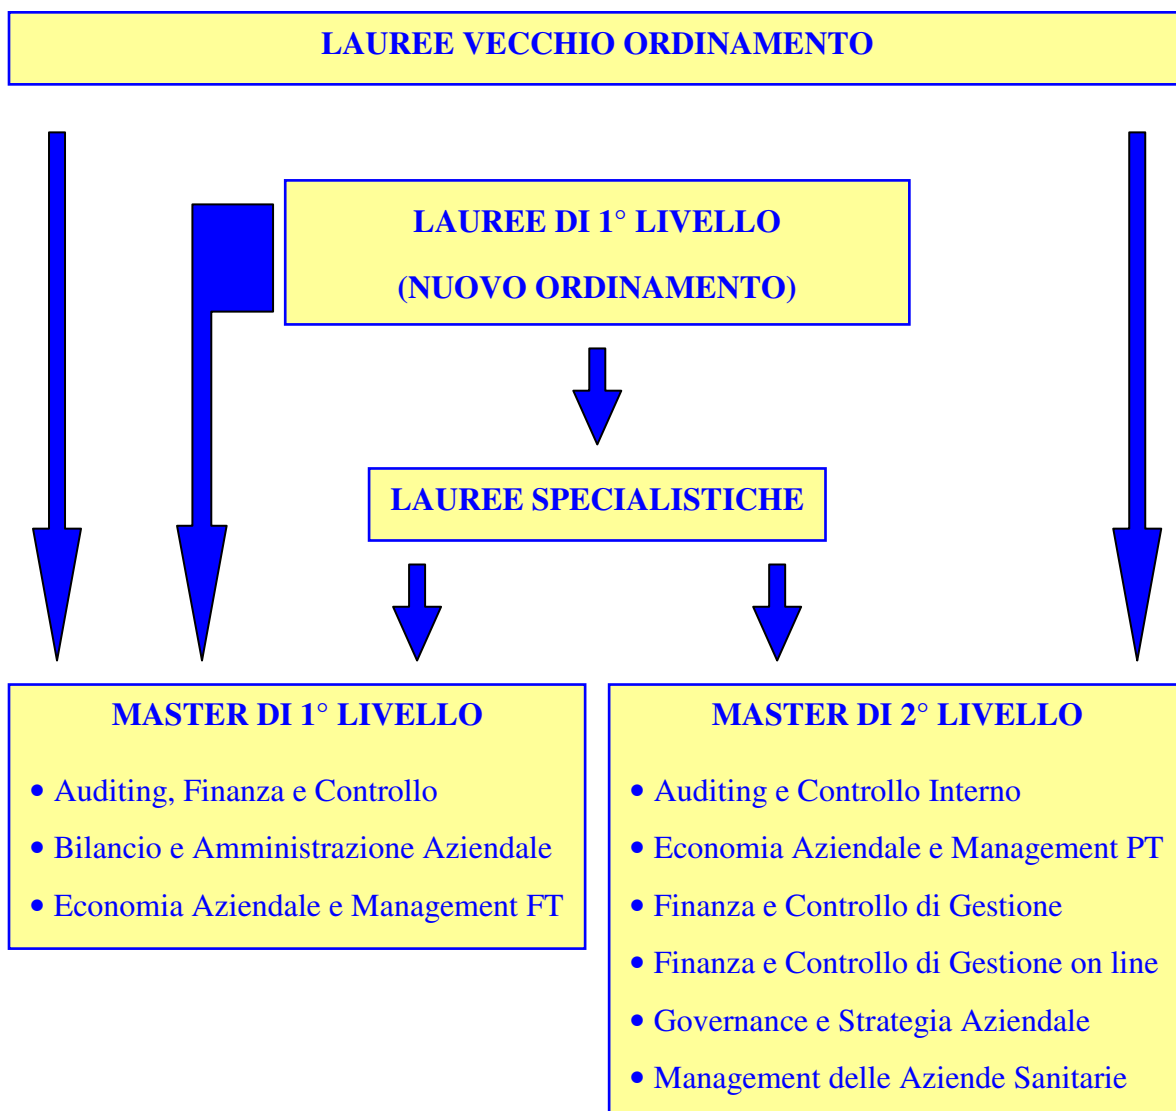 LAUREE VECCHIO ORDINAMENTO
LAUREE DI 1° LIVELLO
(NUOVO ORDINAMENTO)
LAUREE SPECIALISTICHE
MASTER DI 1° LIVELLO
• Auditing, Finanza e Controllo
• Bilancio e Amministrazione Aziendale
• Economia Aziendale e Management FT
MASTER DI 2° LIVELLO
• Auditing e Controllo Interno
• Economia Aziendale e Management PT
• Finanza e Controllo di Gestione
• Finanza e Controllo di Gestione on line
• Governance e Strategia Aziendale
• Management delle Aziende Sanitarie